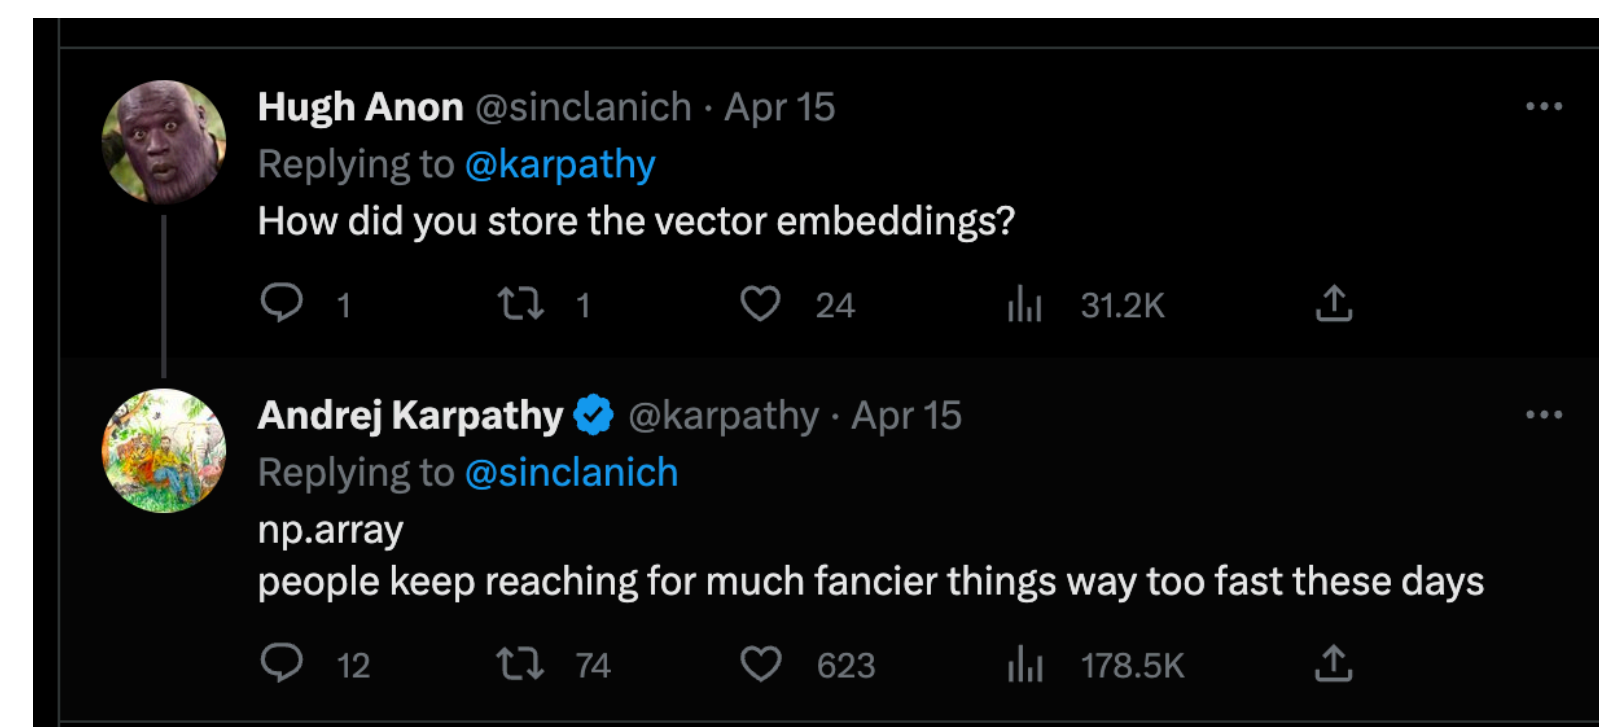 Hugh Anon @sinclanich · Apr 15
Replying to @karpathy
How did you store the vector embeddings?
1 1 24 31.2K
Andrej Karpathy @karpathy · Apr 15
Replying to @sinclanich
np.array
people keep reaching for much fancier things way too fast these days
12 74 623 178.5K